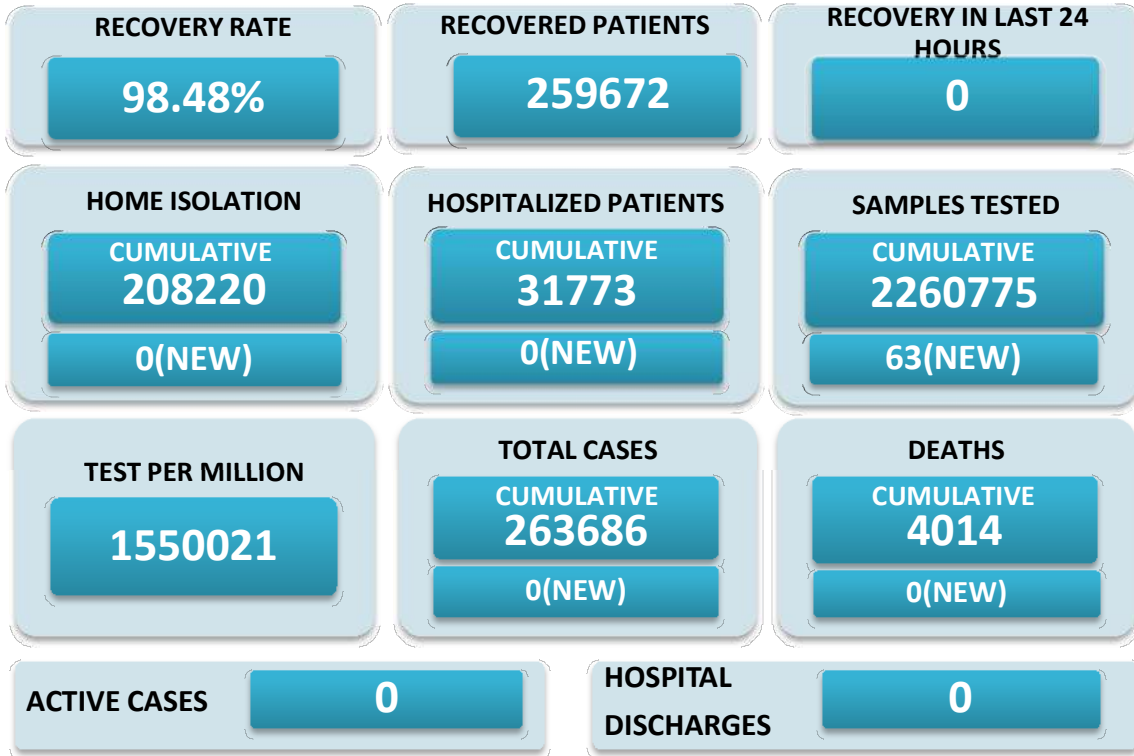 RECOVERY RATE
98.48%
RECOVERED PATIENTS
259672
RECOVERY IN LAST 24
HOURS
0
HOME ISOLATION
CUMULATIVE
208220
0(NEW)
HOSPITALIZED PATIENTS
CUMULATIVE
31773
0(NEW)
SAMPLES TESTED
CUMULATIVE
2260775
63(NEW)
TEST PER MILLION
1550021
TOTAL CASES
CUMULATIVE
263686
0(NEW)
DEATHS
CUMULATIVE
4014
0(NEW)
ACTIVE CASES
0
HOSPITAL
DISCHARGES
0